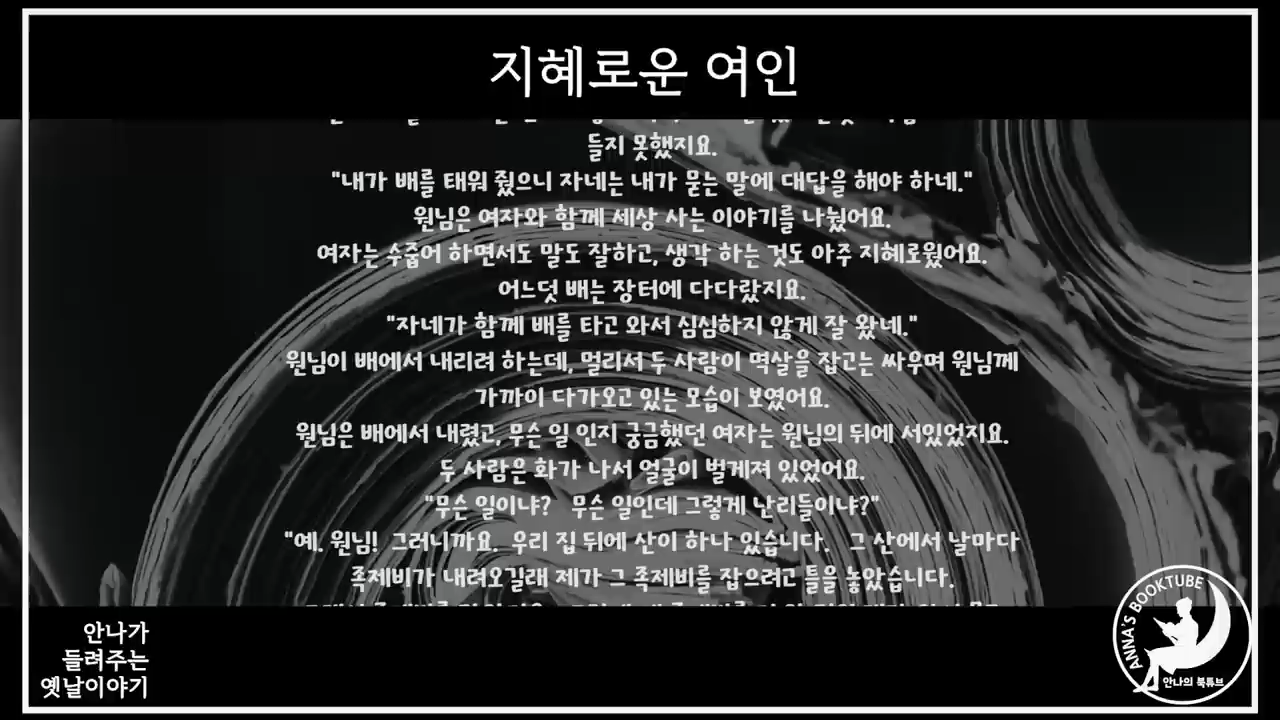 지혜로운 여인
들지 못했지요.
"내가 배를 태워 줬으니 자네는 내가 묻는 말에 대답을 해야 하네."
원님은 여자와 함께 세상 사는 이야기를 나눴어요.
여자는 수줍어 하면서도 말도 잘하고, 생각 하는 것도 아주 지혜로웠어요.
어느덧 배는 장터에 다다랐지요.
"자네가 함께 배를 타고 와서 심심하지 않게 잘 왔네."
원님이 배에서 내리려 하는데, 멀리서 두 사람이 멱살을 잡고는 싸우며 원님께
가까이 다가오고 있는 모습이 보였어요.
원님은 배에서 내렸고, 무슨 일 인지 궁금했던 여자는 원님의 뒤에 서있었지요.
두 사람은 화가 나서 얼굴이 벌게져 있었어요.
"무슨 일이냐? 무슨 일인데 그렇게 난리들이냐?"
"예. 원님! 그러니까요. 우리 집 뒤에 산이 하나 있습니다. 그 산에서 날마다
족제비가 내려오길래 제가 그 족제비를 잡으려고 틀을 놓았습니다.
안나가
들려주는
옛날이야기
ANNA'S BOOKTUBE
안나의 북튜브